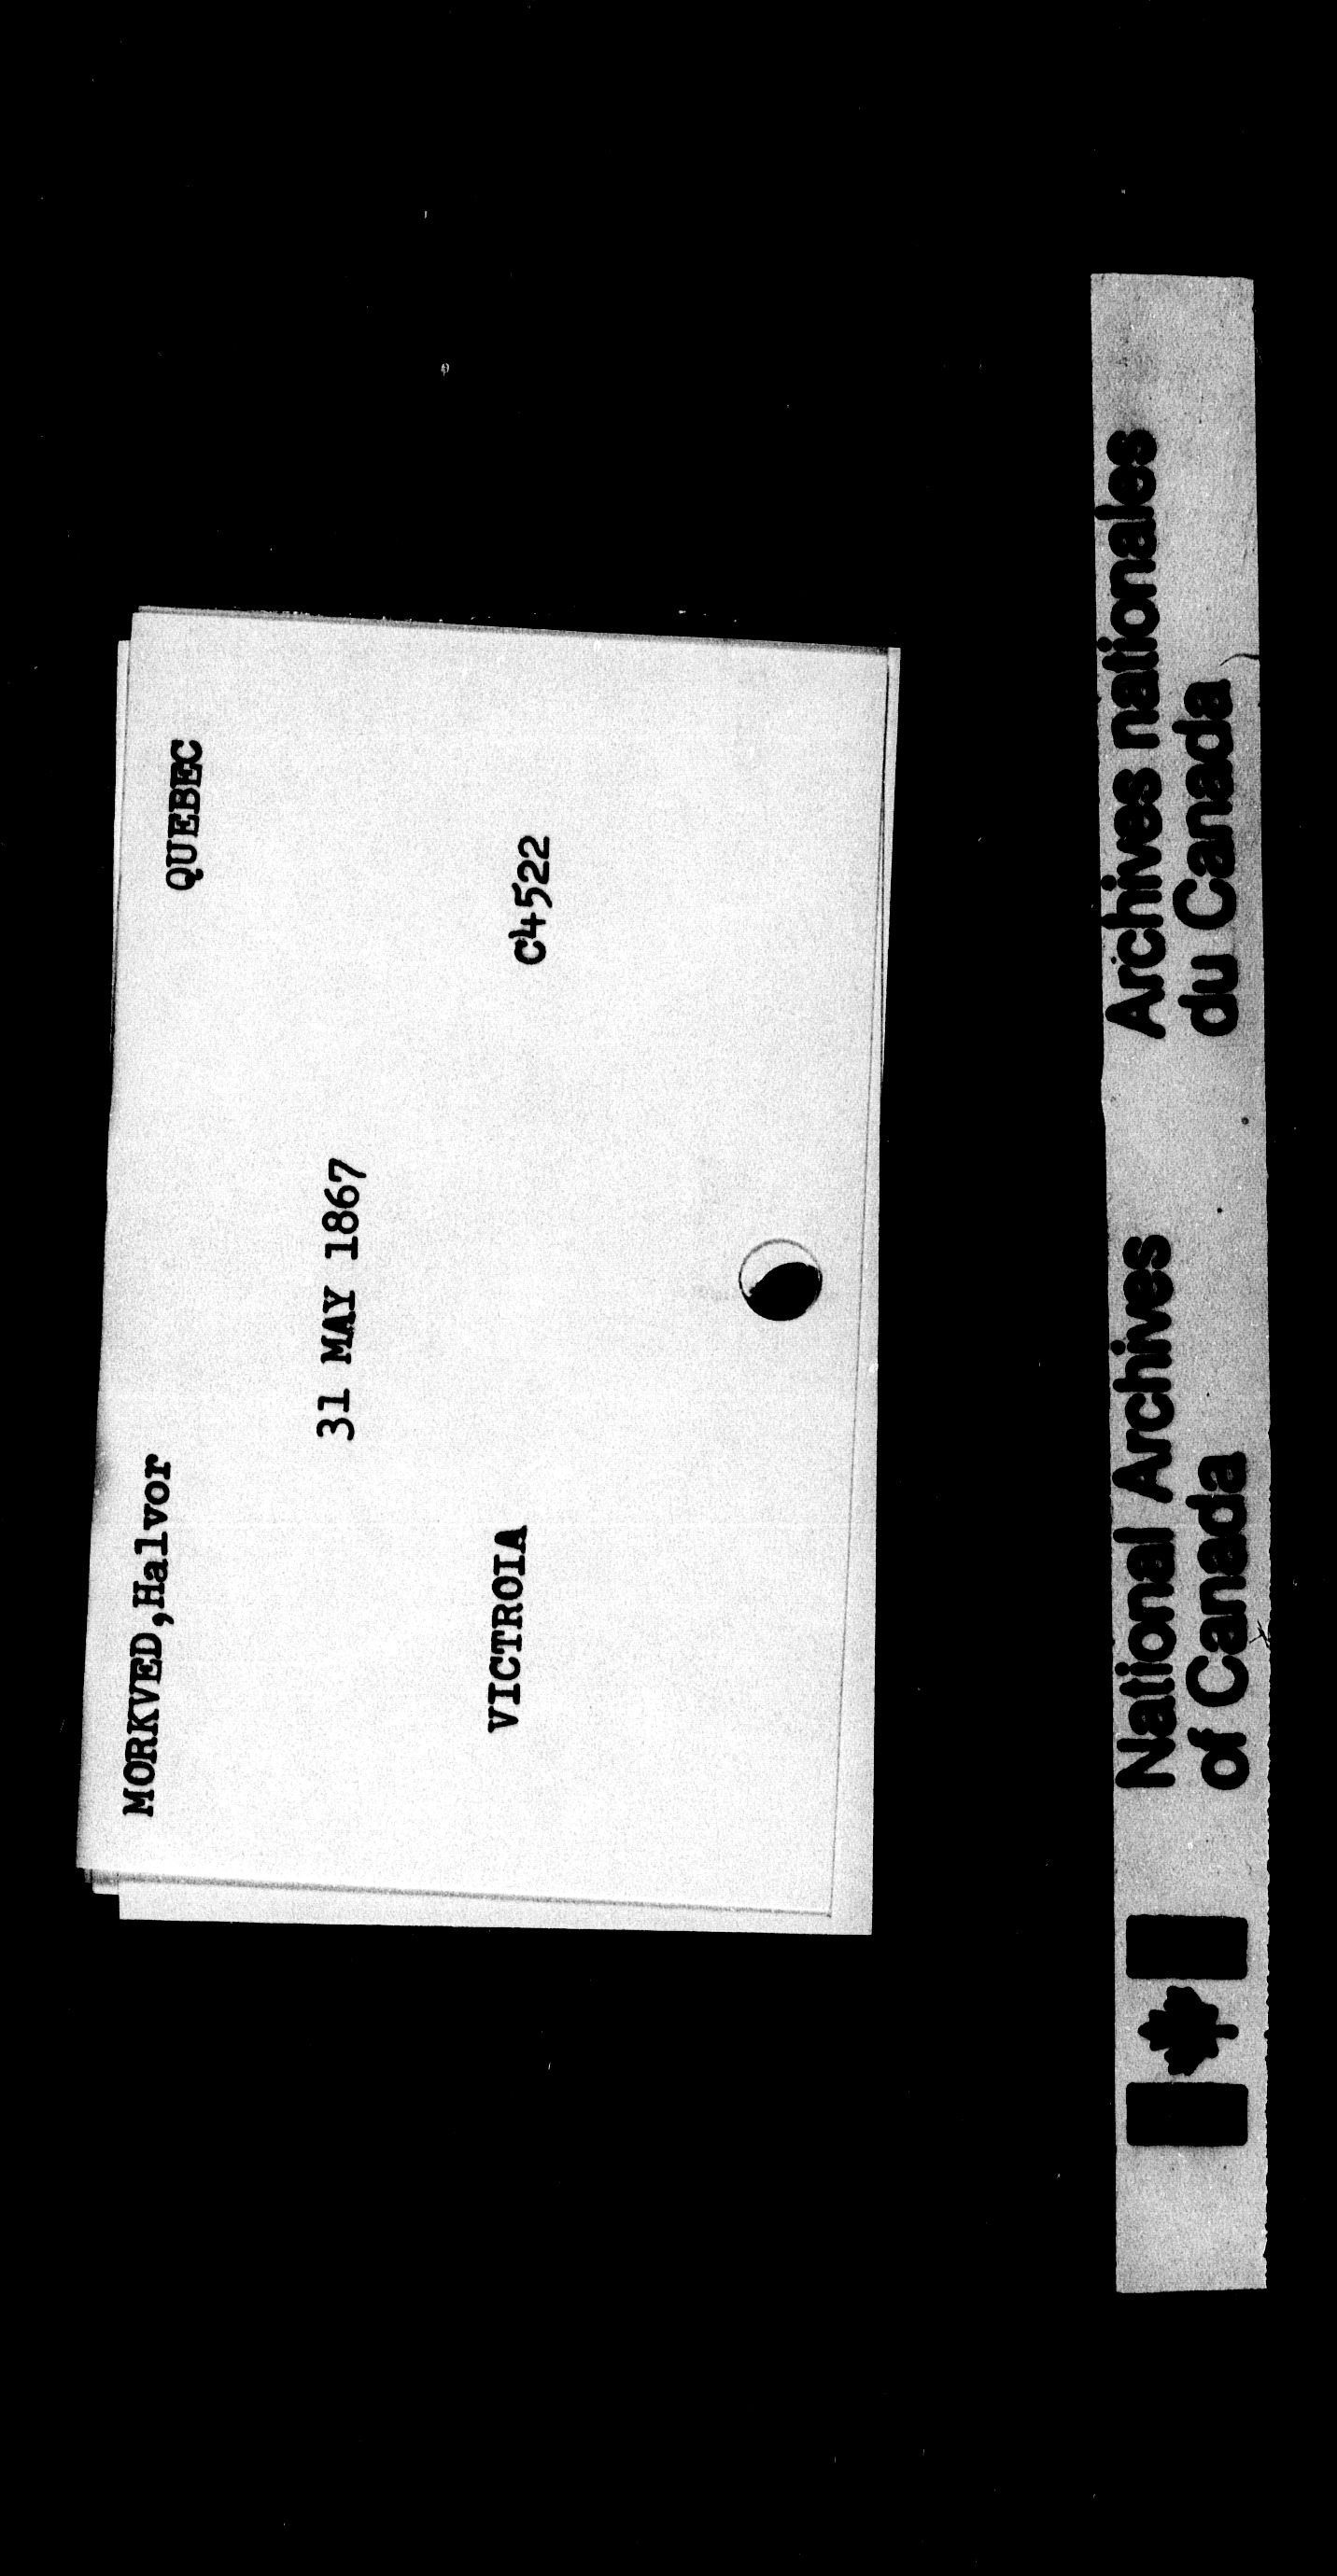 MORKVED,Halvor QUEBEC
31 MAY 1867
VICTROIA C4522
National Archives
of Canada
Archives nationales
du Canada